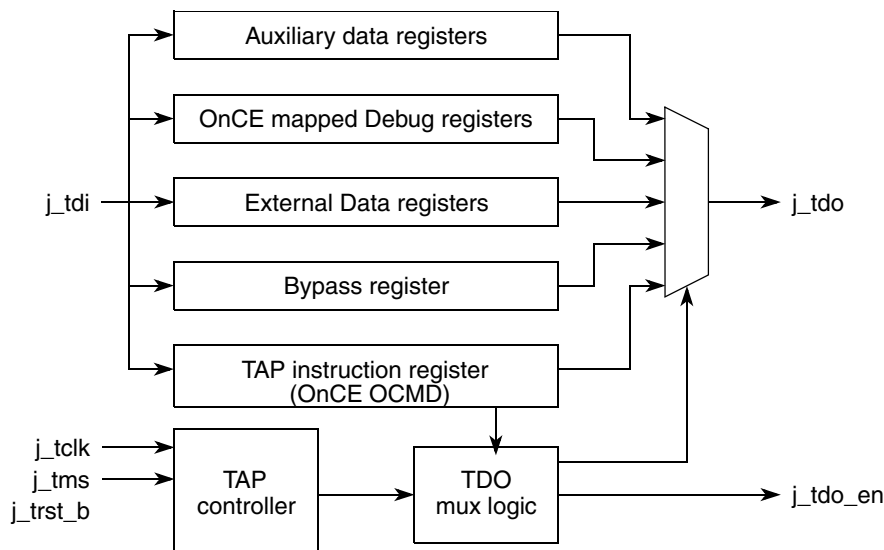 Auxiliary data registers
OnCE mapped Debug registers
j_tdi
External Data registers
j_tdo
Bypass register
TAP instruction register
(OnCE OCMD)
j_tclk
j_tms
j_trst_b
TAP
controller
TDO
mux logic
j_tdo_en